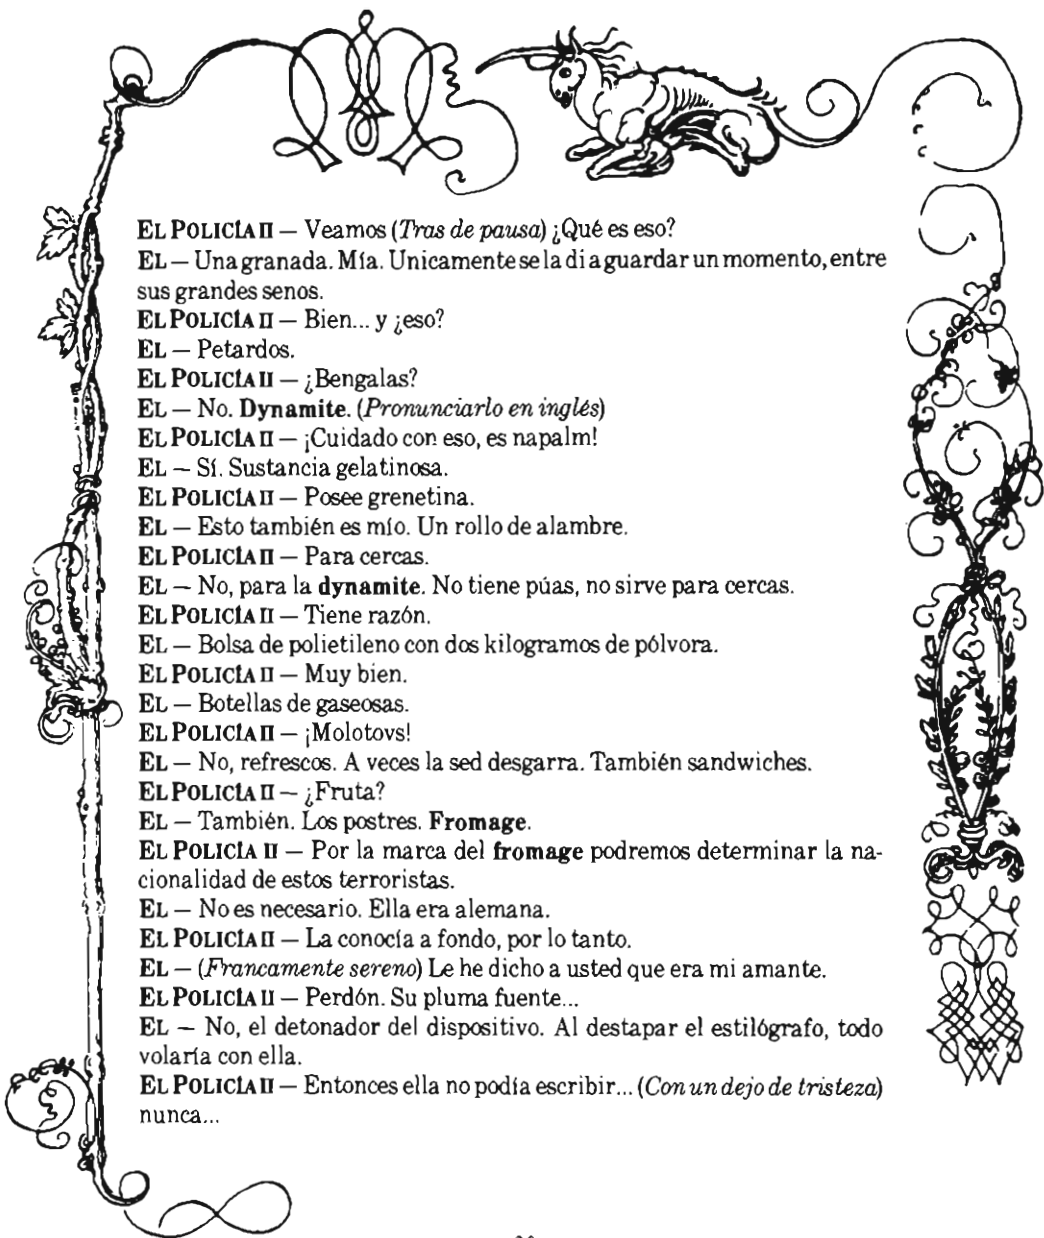 EL POLICÍA II — Veamos (Tras de pausa) ¿Qué es eso?
EL — Una granada. Mía. Unicamente se la di a guardar un momento, entre
sus grandes senos.
EL POLICÍA II — Bien... y ¿eso?
EL — Petardos.
EL POLICÍA II — ¿Bengalas?
EL — No. Dynamite. (Pronunciarlo en inglés)
EL POLICÍA II — ¡Cuidado con eso, es napalm!
EL — Sí. Sustancia gelatinosa.
EL POLICÍA II — Posee grenetina.
EL — Esto también es mío. Un rollo de alambre.
EL POLICÍA II — Para cercas.
EL — No, para la dynamite. No tiene púas, no sirve para cercas.
EL POLICÍA II — Tiene razón.
EL — Bolsa de polietileno con dos kilogramos de pólvora.
EL POLICÍA II — Muy bien.
EL — Botellas de gaseosas.
EL POLICÍA II — ¡Molotovs!
EL — No, refrescos. A veces la sed desgarra. También sandwiches.
EL POLICÍA II — ¿Fruta?
EL — También. Los postres. Fromage.
EL POLICÍA II — Por la marca del fromage podremos determinar la na-
cionalidad de estos terroristas.
EL — No es necesario. Ella era alemana.
EL POLICÍA II — La conocía a fondo, por lo tanto.
EL — (Francamente sereno) Le he dicho a usted que era mi amante.
EL POLICÍA II — Perdón. Su pluma fuente...
EL — No, el detonador del dispositivo. Al destapar el estilógrafo, todo
volaría con ella.
EL POLICÍA II — Entonces ella no podía escribir... (Con un dejo de tristeza)
nunca...